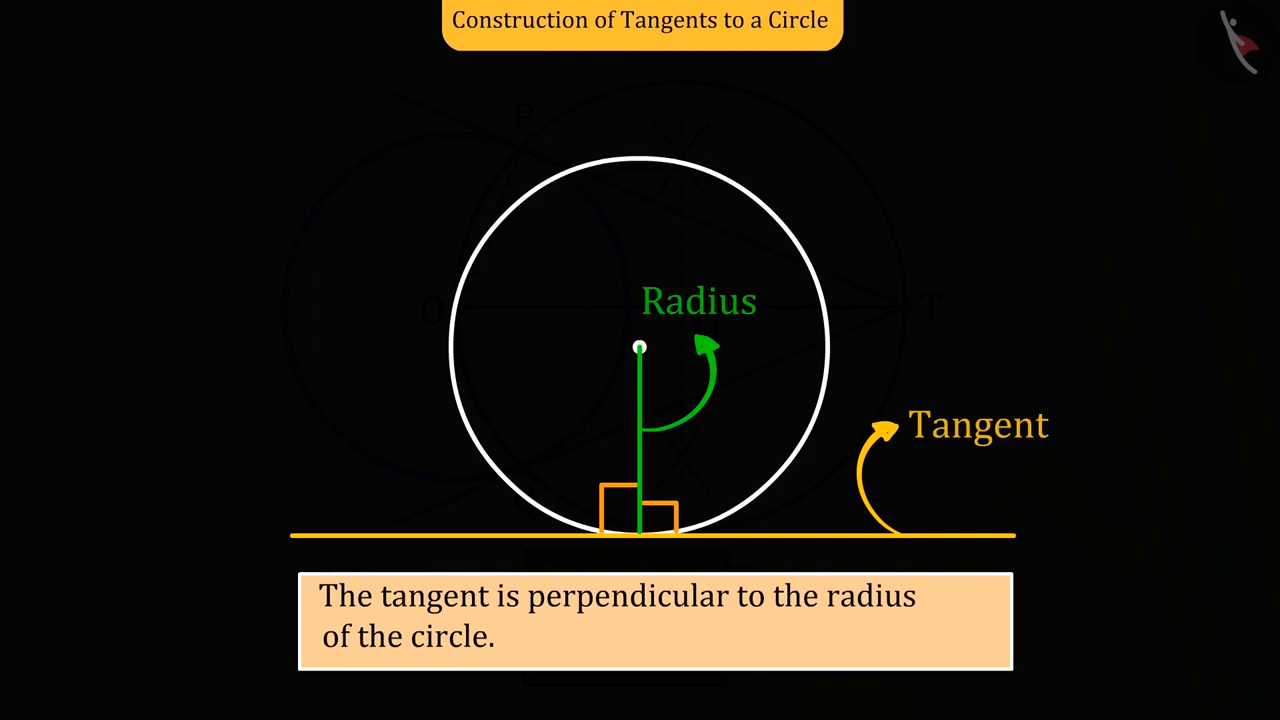 Construction of Tangents to a Circle
P
Radius
O
T
Tangent
The tangent is perpendicular to the radius
of the circle.